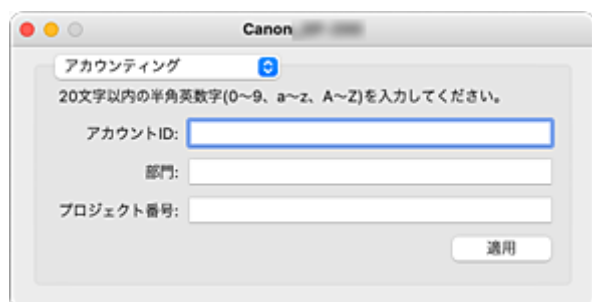 Canon
アカウンティング
20文字以内の半角英数字(0〜9、a〜z、A〜Z)を入力してください。
アカウントID:
部門:
プロジェクト番号:
適用